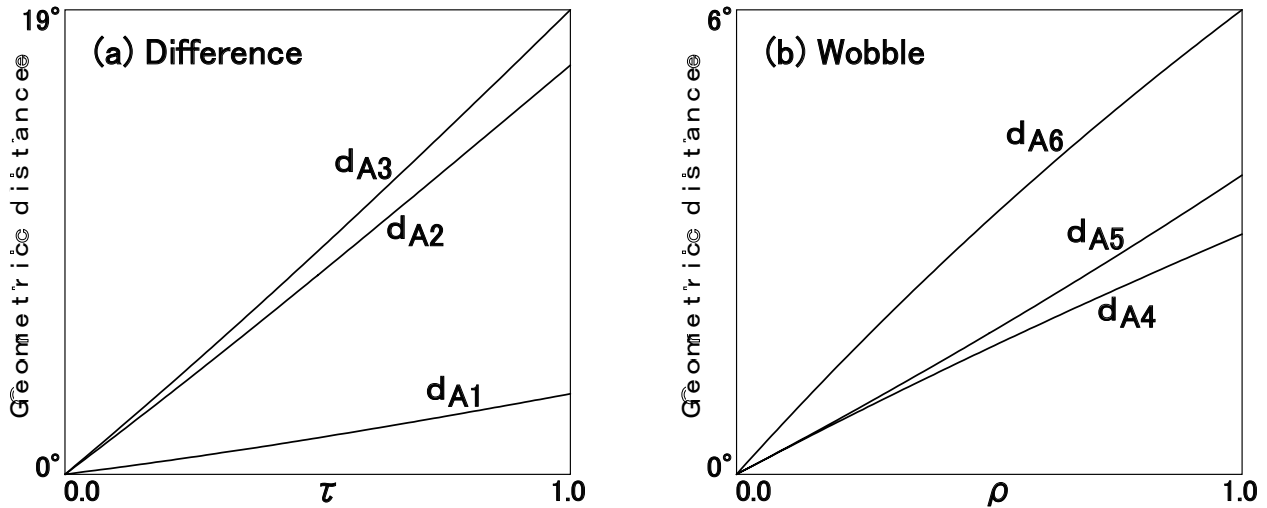 19°
(a) Difference
Geometric distance
dA3
dA2
dA1
0°
0.0
τ
1.0
6°
(b) Wobble
Geometric distance
dA6
dA5
dA4
0°
0.0
ρ
1.0